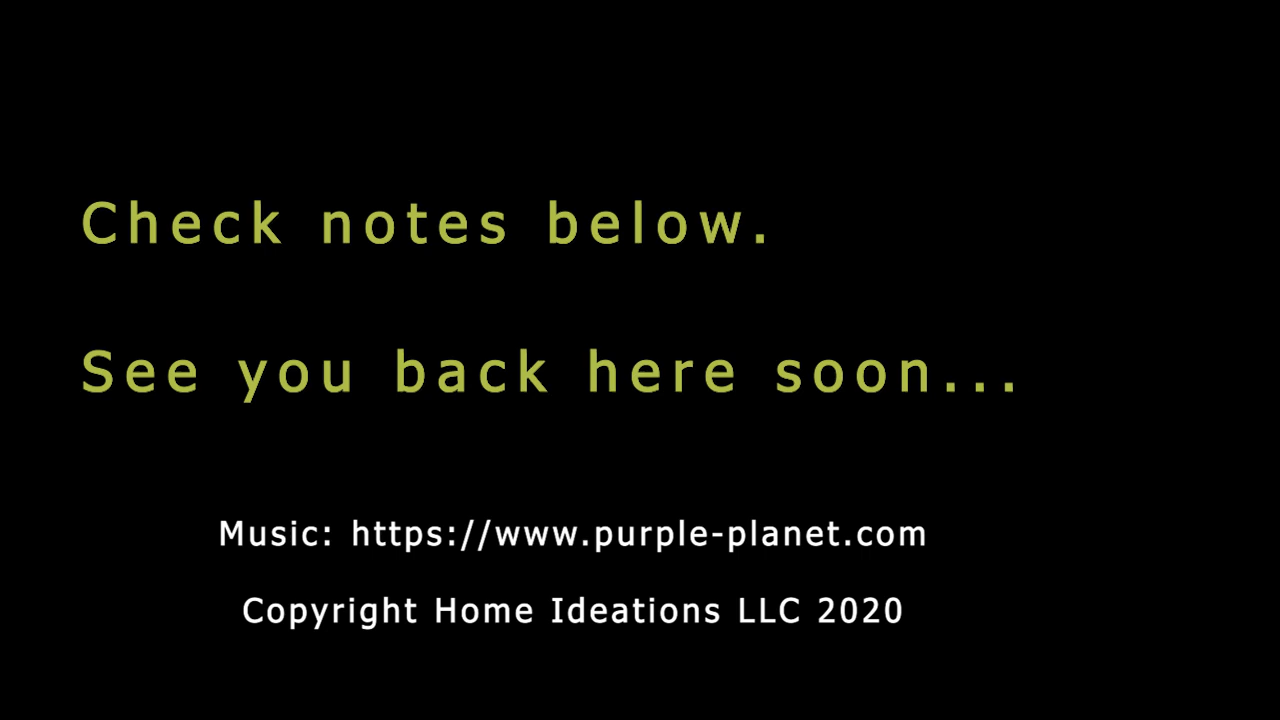 Check notes below.
See you back here soon...
Music: https://www.purple-planet.com
Copyright Home Ideations LLC 2020